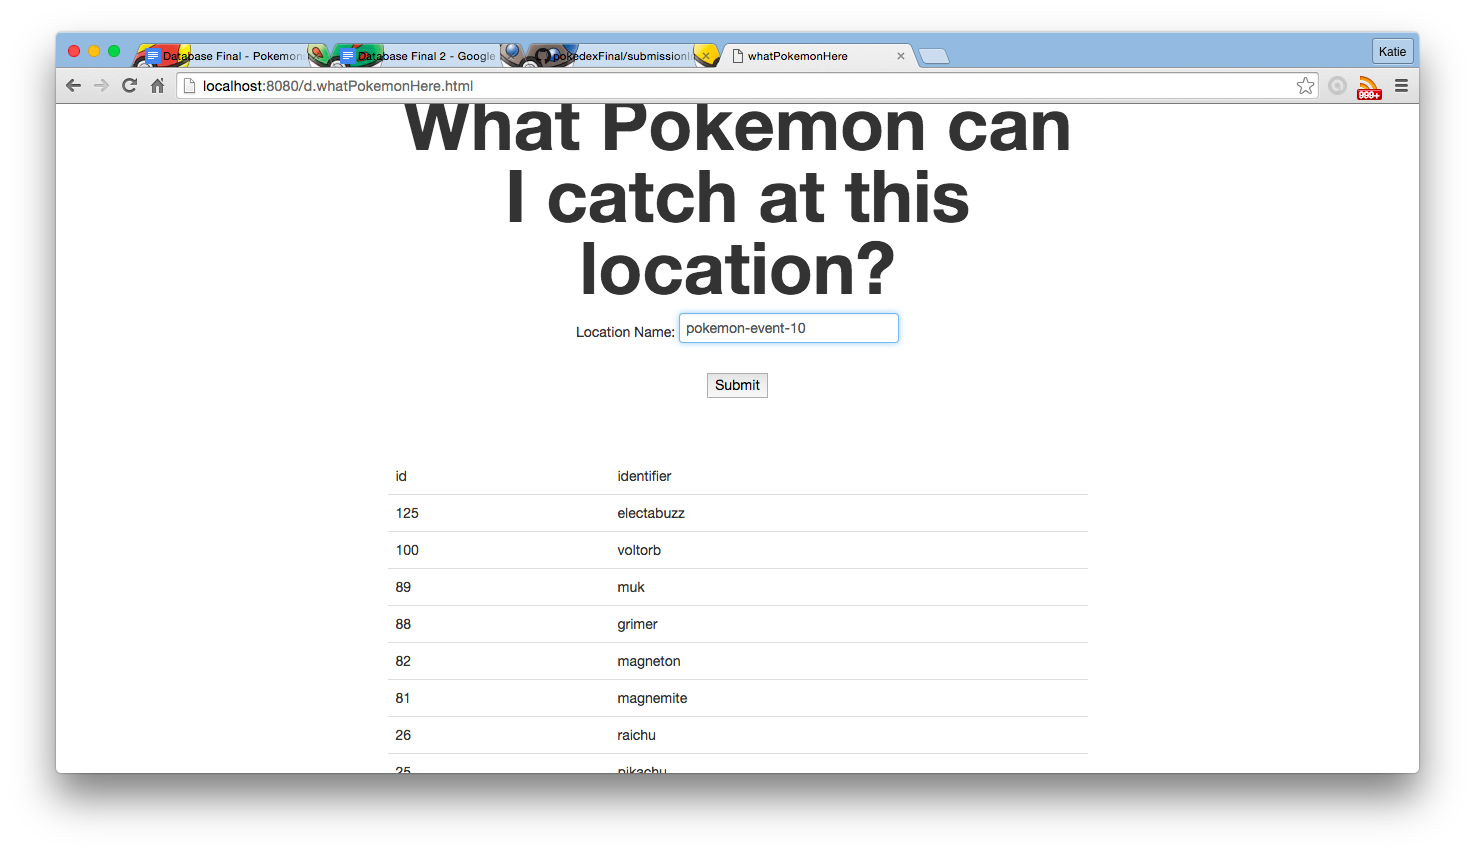 Database Final - Pokemon
Database Final 2 - Google
pokedexFinal/submission
whatPokemonHere
Katie
localhost:8080/d.whatPokemonHere.html
999+
What Pokemon can
I catch at this
location?
Location Name: pokemon-event-10
Submit
id identifier
125 electabuzz
100 voltorb
89 muk
88 grimer
82 magneton
81 magnemite
26 raichu
25 pikachu